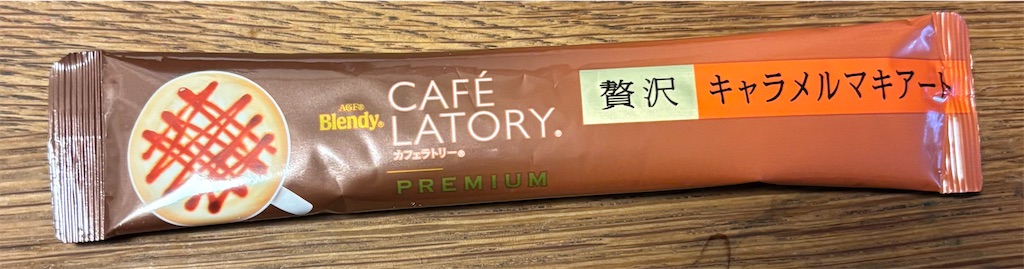 AGF®
Blendy®
CAFÉ
LATORY.
カフェラトリー®
PREMIUM
贅沢 キャラメルマキアート